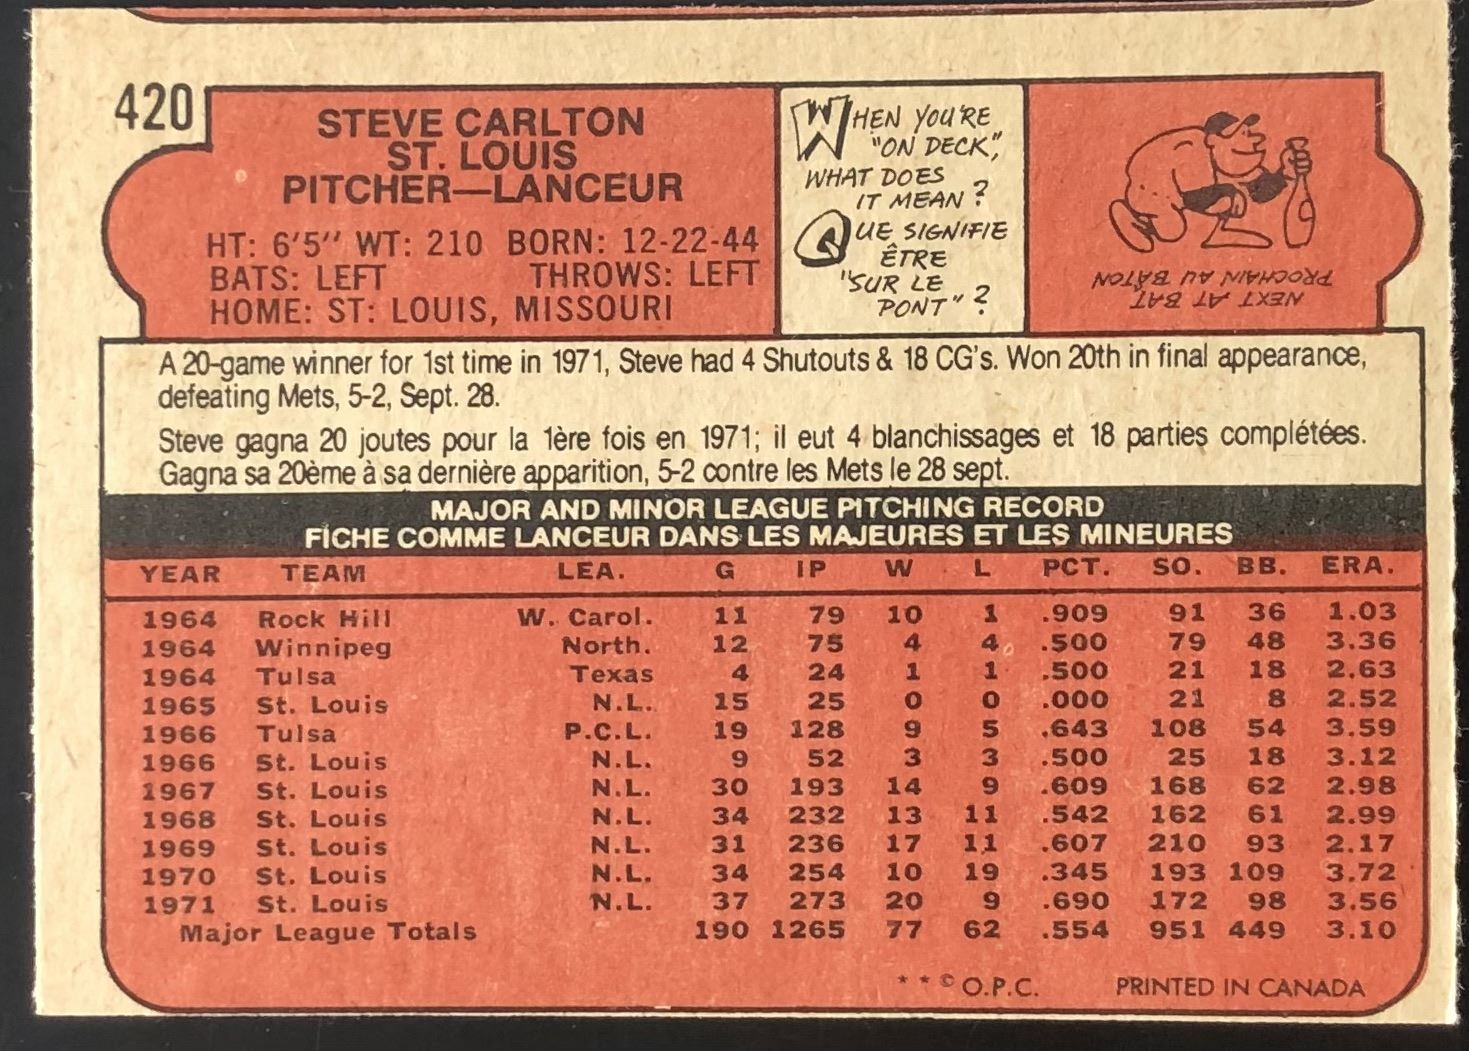 420
STEVE CARLTON
ST. LOUIS
PITCHER—LANCEUR
HT: 6'5" WT: 210 BORN: 12-22-44
BATS: LEFT THROWS: LEFT
HOME: ST: LOUIS, MISSOURI
WHEN YOU'RE
"ON DECK",
WHAT DOES
IT MEAN?
QUE SIGNIFIE
ÊTRE
"SUR LE
PONT"?
NEXT AT BAT
PROCHAIN AU BÂTON
A 20-game winner for 1st time in 1971, Steve had 4 Shutouts & 18 CG's. Won 20th in final appearance,
defeating Mets, 5-2, Sept. 28.
Steve gagna 20 joutes pour la 1ère fois en 1971; il eut 4 blanchissages et 18 parties complétées.
Gagna sa 20ème à sa dernière apparition, 5-2 contre les Mets le 28 sept.
MAJOR AND MINOR LEAGUE PITCHING RECORD
FICHE COMME LANCEUR DANS LES MAJEURES ET LES MINEURES
YEAR TEAM LEA. G IP W L PCT. SO. BB. ERA.
1964 Rock Hill W. Carol. 11 79 10 1 .909 91 36 1.03
1964 Winnipeg North. 12 75 4 4 .500 79 48 3.36
1964 Tulsa Texas 4 24 1 1 .500 21 18 2.63
1965 St. Louis N.L. 15 25 0 0 .000 21 8 2.52
1966 Tulsa P.C.L. 19 128 9 5 .643 108 54 3.59
1966 St. Louis N.L. 9 52 3 3 .500 25 18 3.12
1967 St. Louis N.L. 30 193 14 9 .609 168 62 2.98
1968 St. Louis N.L. 34 232 13 11 .542 162 61 2.99
1969 St. Louis N.L. 31 236 17 11 .607 210 93 2.17
1970 St. Louis N.L. 34 254 10 19 .345 193 109 3.72
1971 St. Louis N.L. 37 273 20 9 .690 172 98 3.56
Major League Totals 190 1265 77 62 .554 951 449 3.10
* * © O.P.C. PRINTED IN CANADA